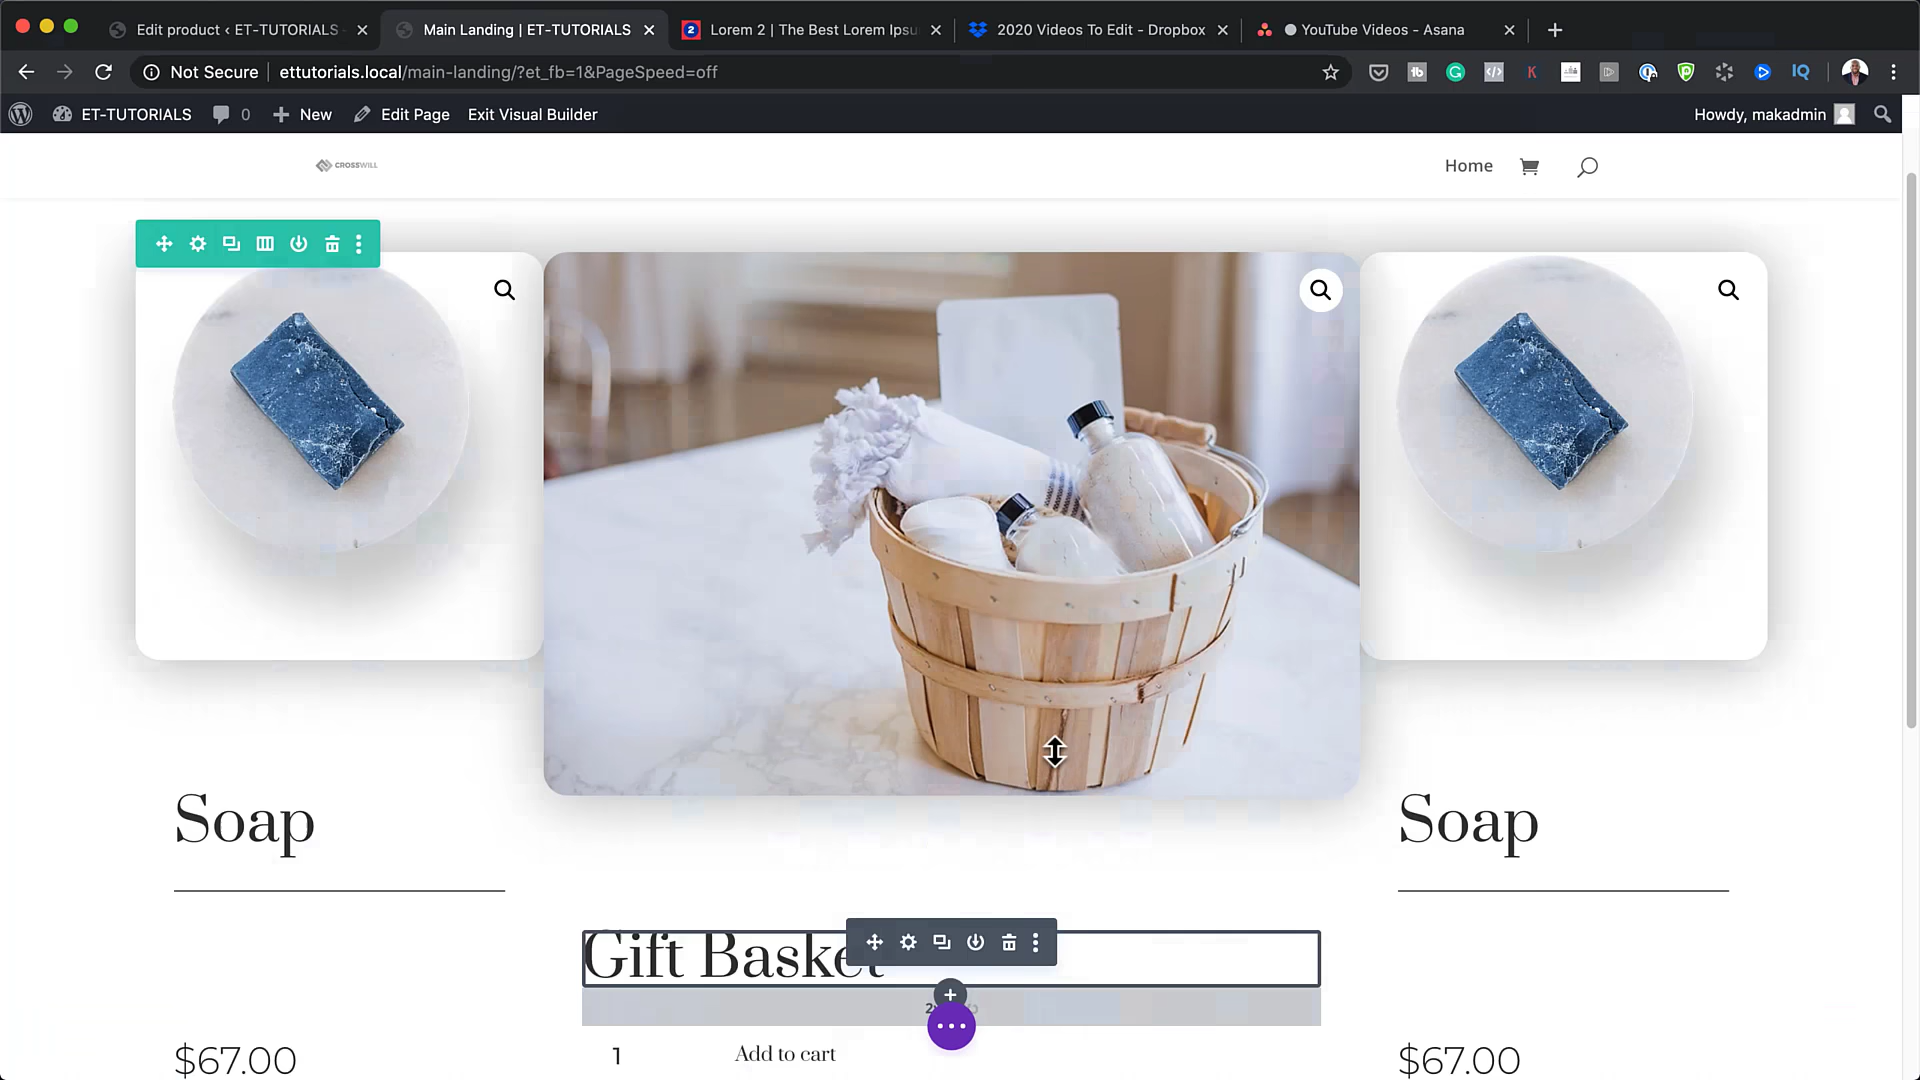 Edit product ‹ ET-TUTORIALS
Main Landing | ET-TUTORIALS
Lorem 2 | The Best Lorem Ipsu
2020 Videos To Edit - Dropbox
YouTube Videos - Asana
Not Secure
ettutorials.local/main-landing/?et_fb=1&PageSpeed=off
ET-TUTORIALS
0
New
Edit Page
Exit Visual Builder
Howdy, makadmin
CROSSWILL
Home
Soap
Soap
Gift Basket
1
Add to cart
$67.00
$67.00